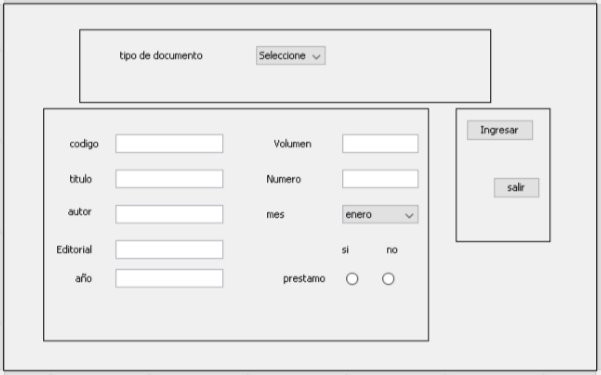 tipo de documento Seleccione
codigo Volumen
titulo Numero
autor mes enero
Editorial si no
año prestamo
Ingresar
salir